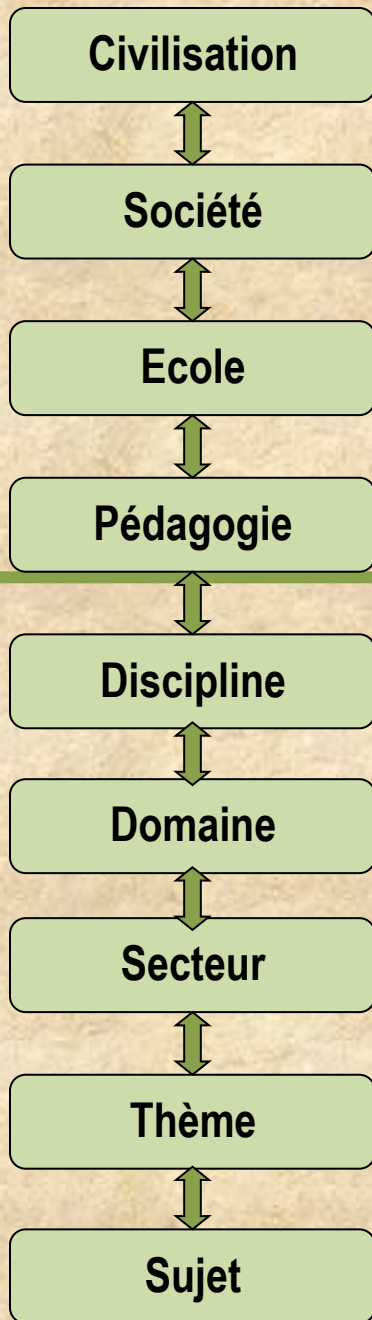 Civilisation
Société
Ecole
Pédagogie
Discipline
Domaine
Secteur
Thème
Sujet